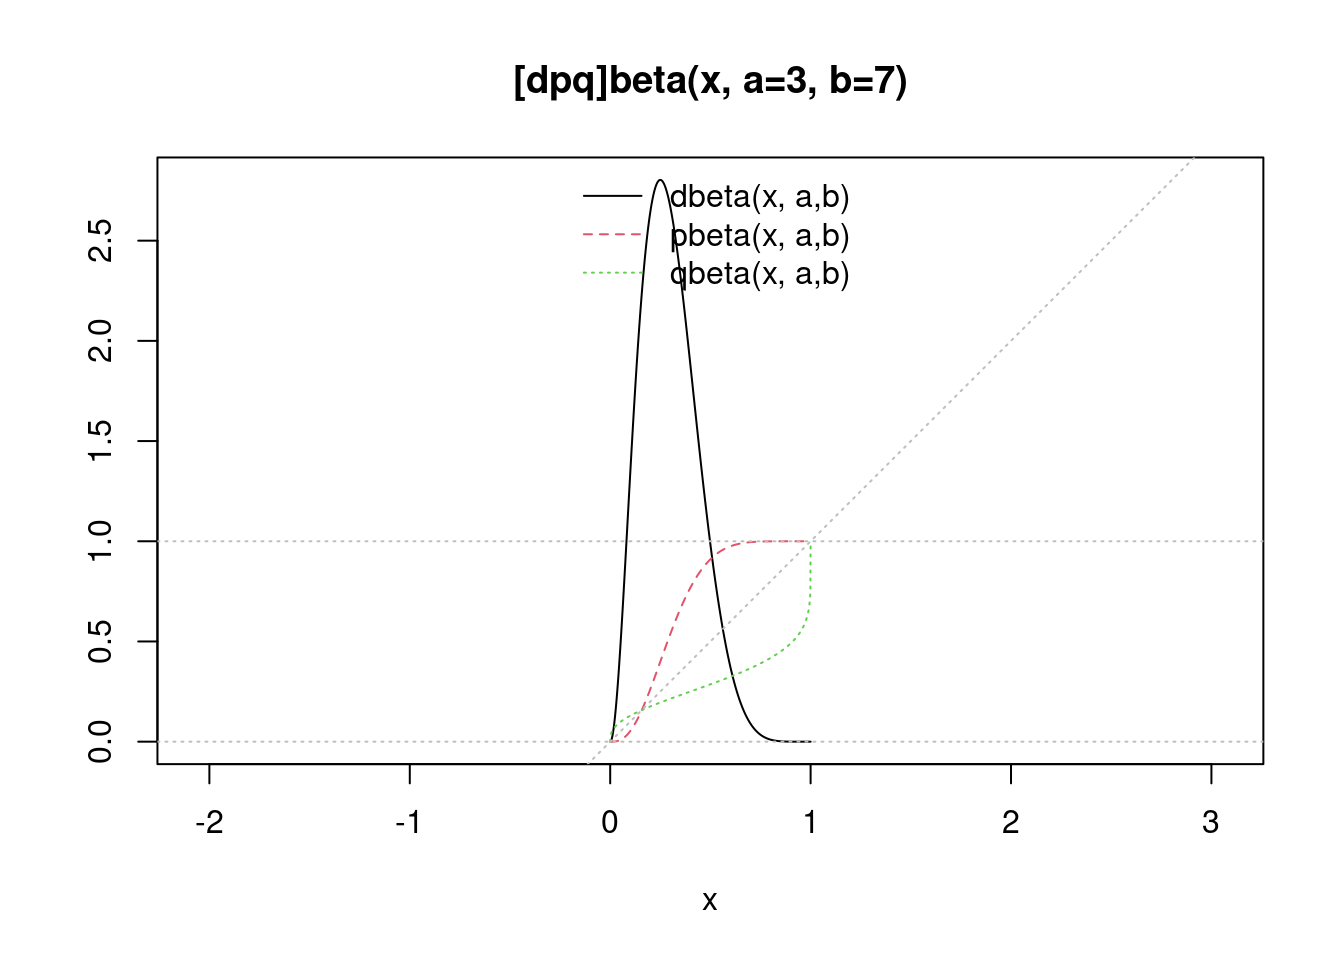 [dpq]beta(x, a=3, b=7)
dbeta(x, a,b)
pbeta(x, a,b)
qbeta(x, a,b)
2.5
2.0
1.5
1.0
0.5
0.0
-2 -1 0 1 2 3
x